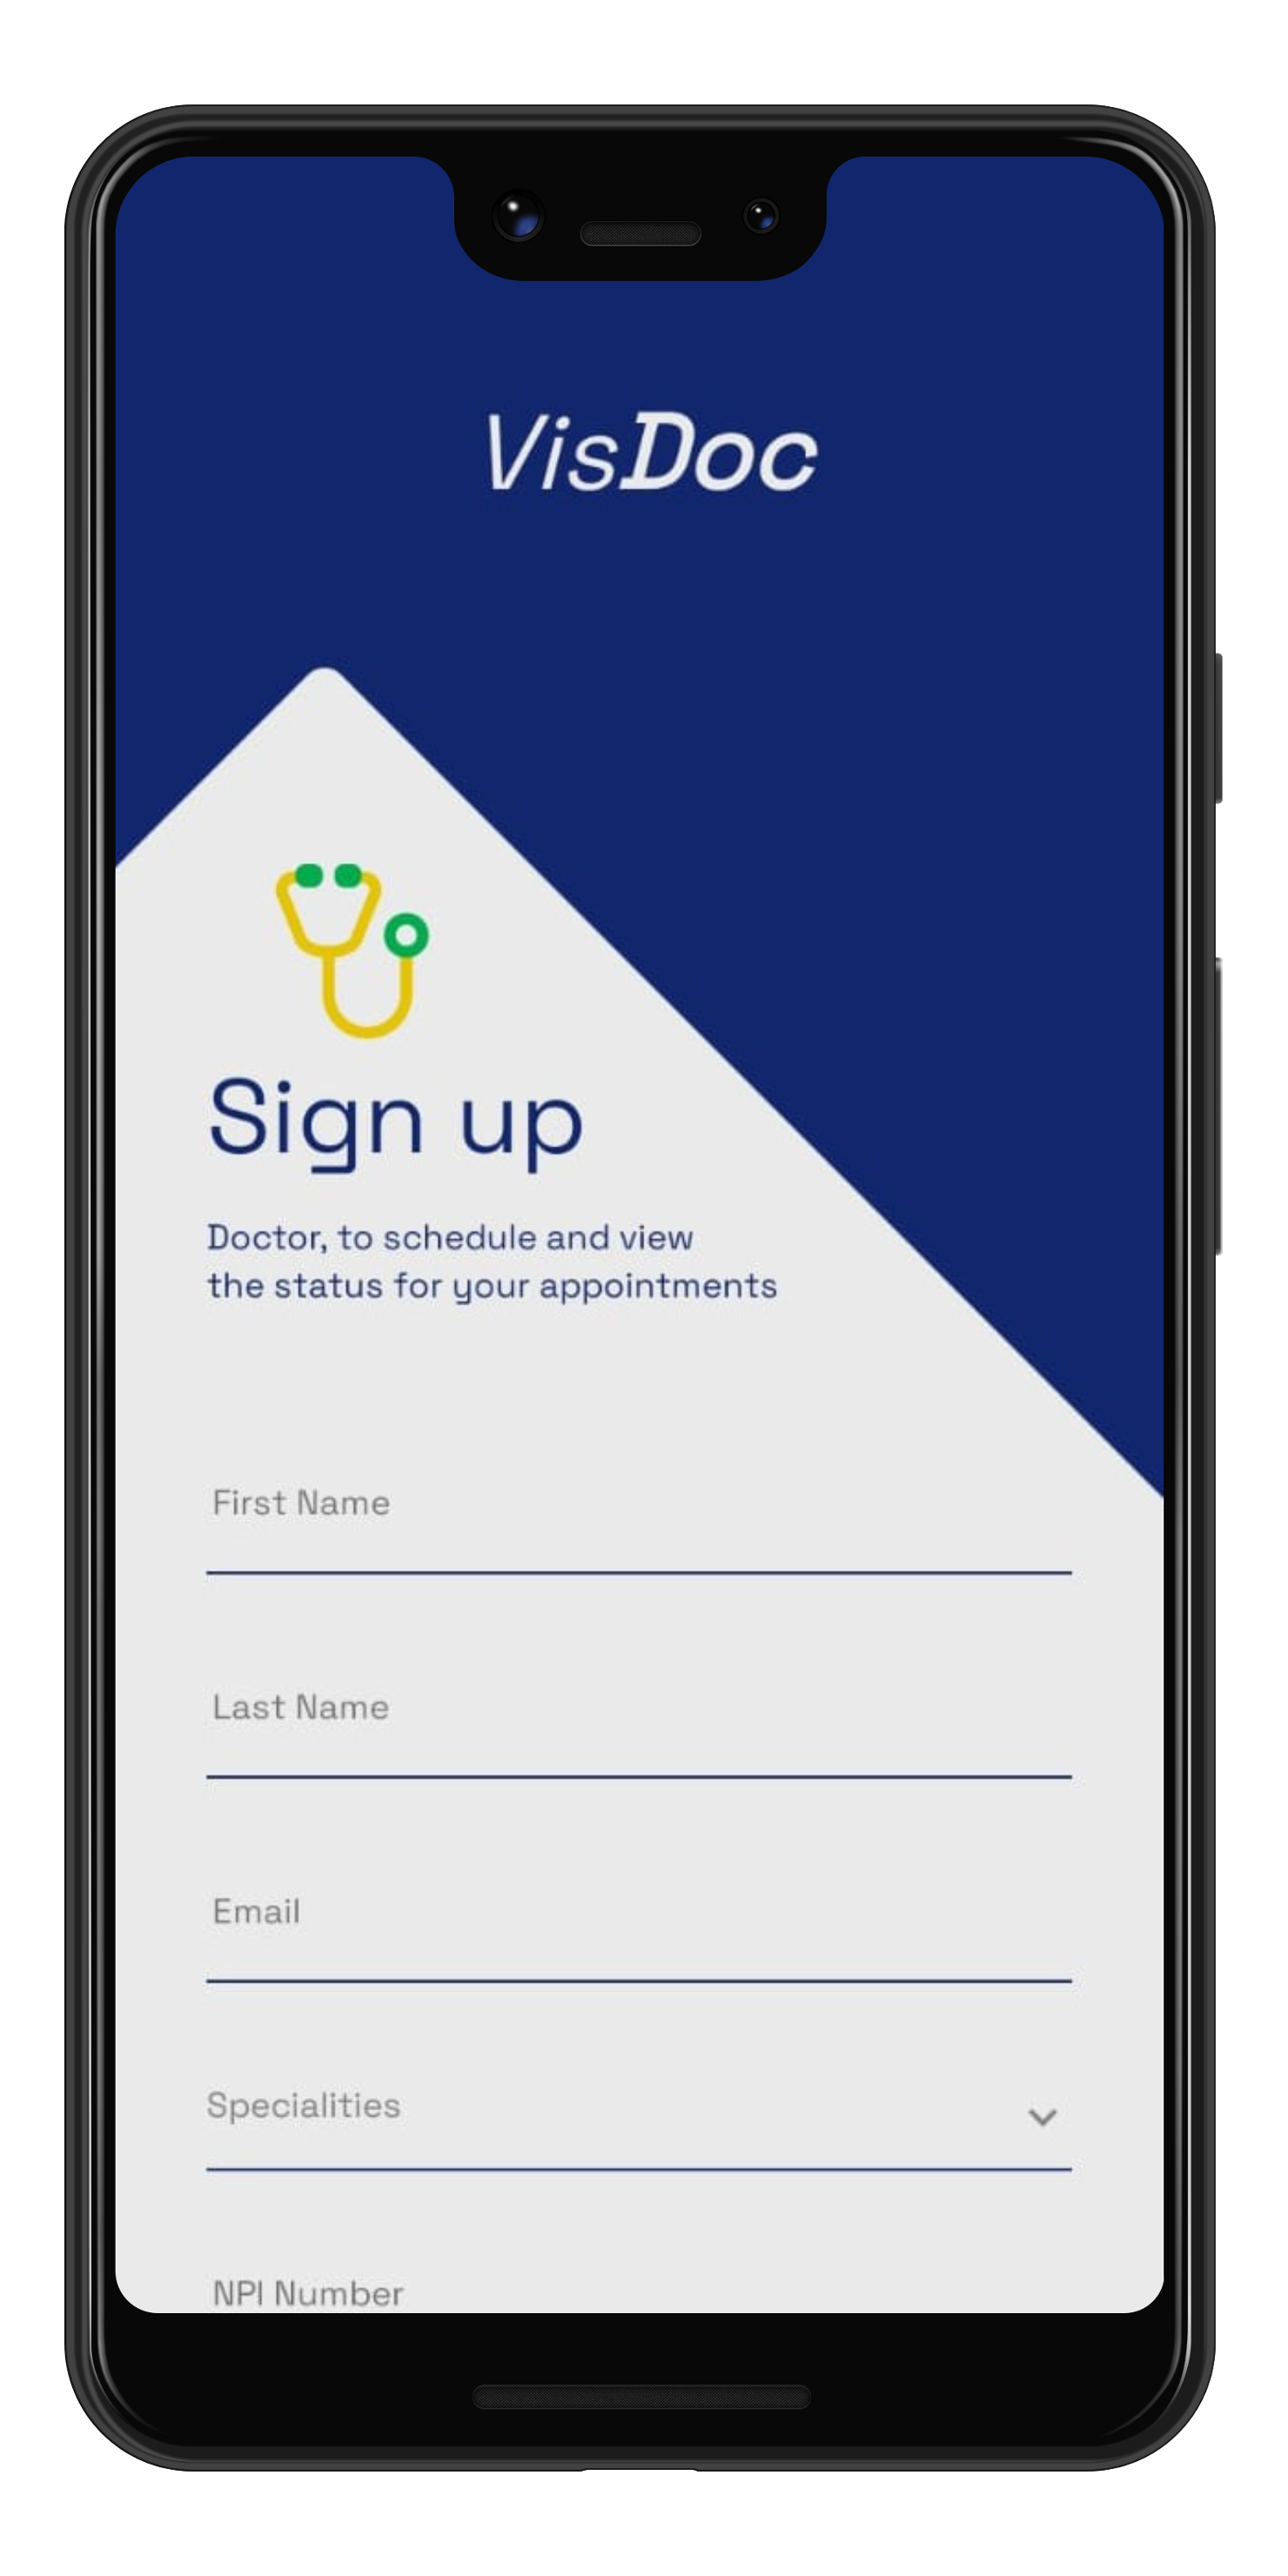 VisDoc
Sign up
Doctor, to schedule and view
the status for your appointments
First Name
Last Name
Email
Specialities
NPI Number